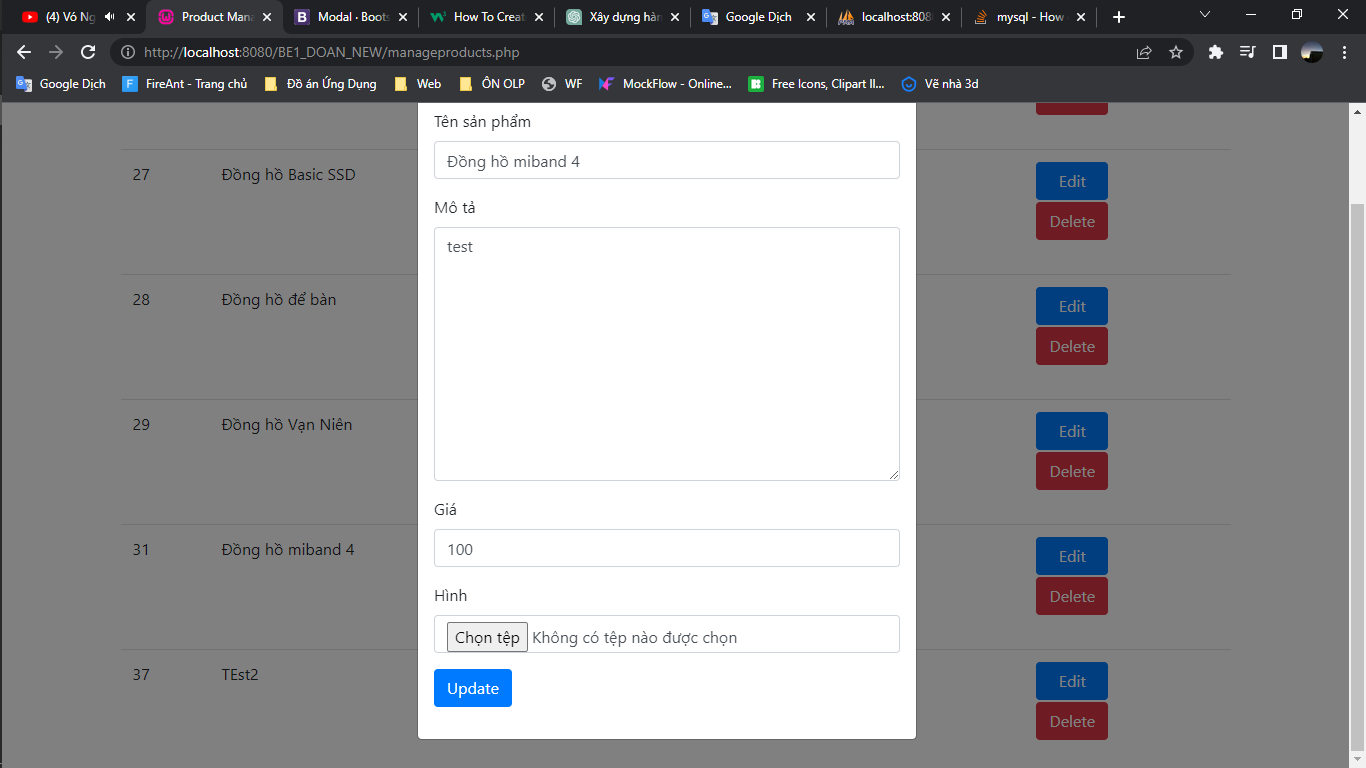 (4) Vó Ng
Product Mana
Modal · Boots
How To Creat
Xây dựng hàn
Google Dịch
localhost:808
mysql - How
http://localhost:8080/BE1_DOAN_NEW/manageproducts.php
Google Dịch
FireAnt - Trang chủ
Đồ án Ứng Dụng
Web
ÔN OLP
WF
MockFlow - Online...
Free Icons, Clipart Il...
Vẽ nhà 3d
Tên sản phẩm
Đồng hồ miband 4
27 Đồng hồ Basic SSD Edit
Delete
Mô tả
test
28 Đồng hồ để bàn Edit
Delete
29 Đồng hồ Vạn Niên Edit
Delete
Giá
100
31 Đồng hồ miband 4 Edit
Delete
Hình
Chọn tệp Không có tệp nào được chọn
37 TEst2 Edit
Delete
Update